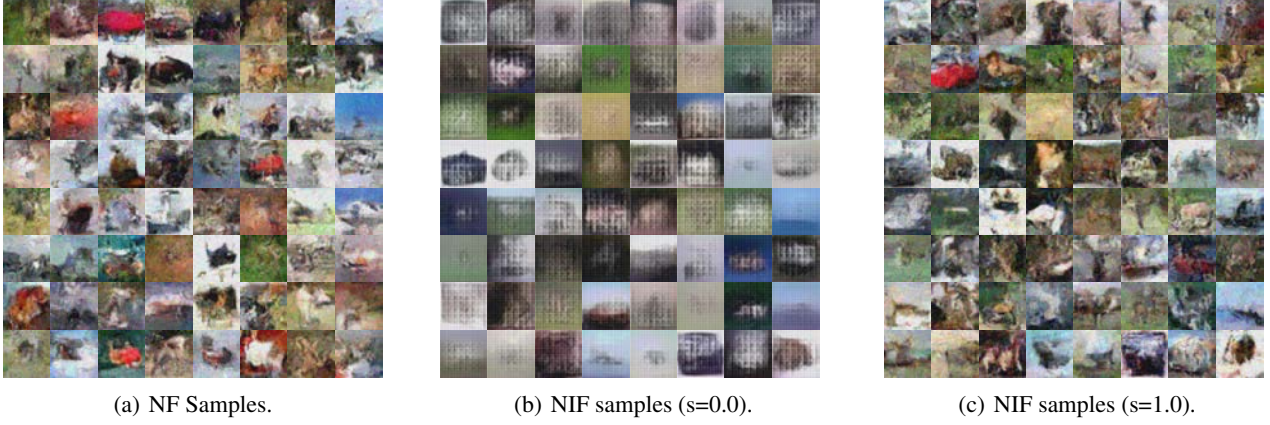 (a) NF Samples.
(b) NIF samples (s=0.0).
(c) NIF samples (s=1.0).